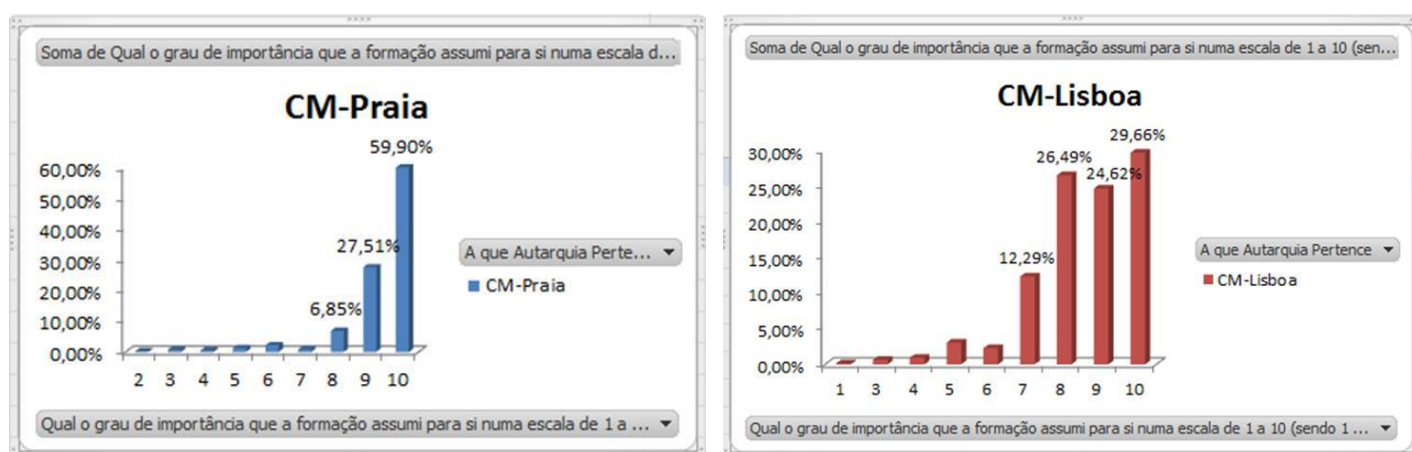 Soma de Qual o grau de importância que a formação assumi para si numa escala d...
CM-Praia
59,90%
60,00%
50,00%
40,00%
30,00%
20,00%
10,00%
0,00%
27,51%
6,85%
2 3 4 5 6 7 8 9 10
A que Autarquia Perte...
CM-Praia
Qual o grau de importância que a formação assumi para si numa escala de 1 a ...
Soma de Qual o grau de importância que a formação assumi para si numa escala de 1 a 10 (sen...
CM-Lisboa
29,66%
30,00%
25,00%
20,00%
15,00%
10,00%
5,00%
0,00%
26,49%
24,62%
12,29%
1 3 4 5 6 7 8 9 10
A que Autarquia Pertence
CM-Lisboa
Qual o grau de importância que a formação assumi para si numa escala de 1 a 10 (sendo 1 ...